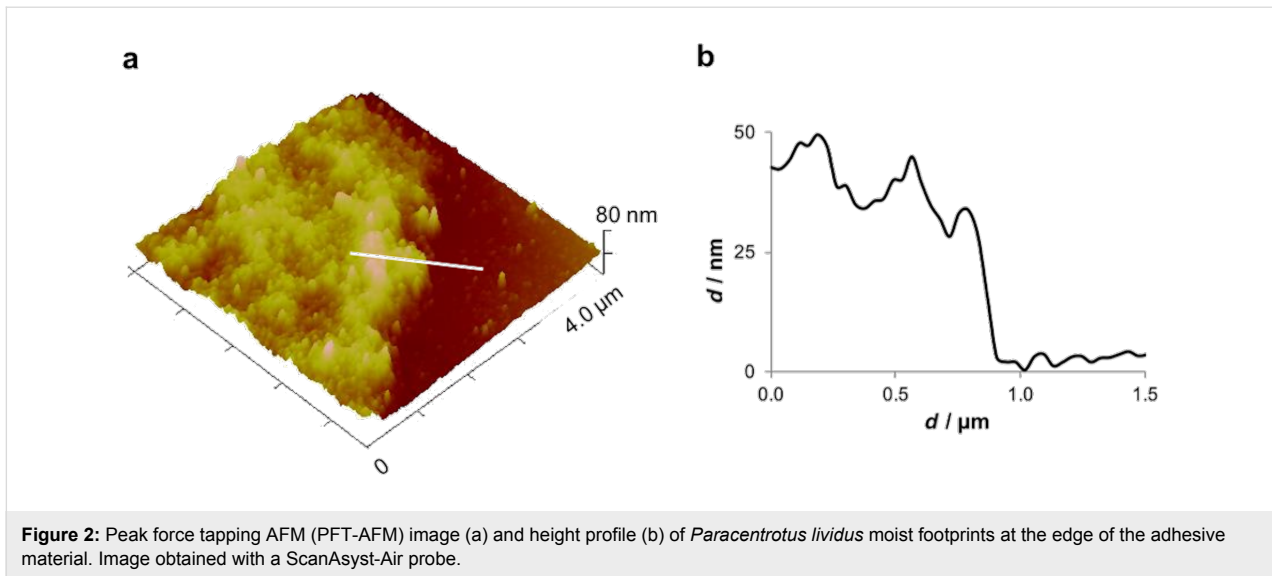 a
b
80 nm
4.0 µm
0
50
25
0
d / nm
0.0 0.5 1.0 1.5
d / µm
Figure 2: Peak force tapping AFM (PFT-AFM) image (a) and height profile (b) of Paracentrotus lividus moist footprints at the edge of the adhesive
material. Image obtained with a ScanAsyst-Air probe.